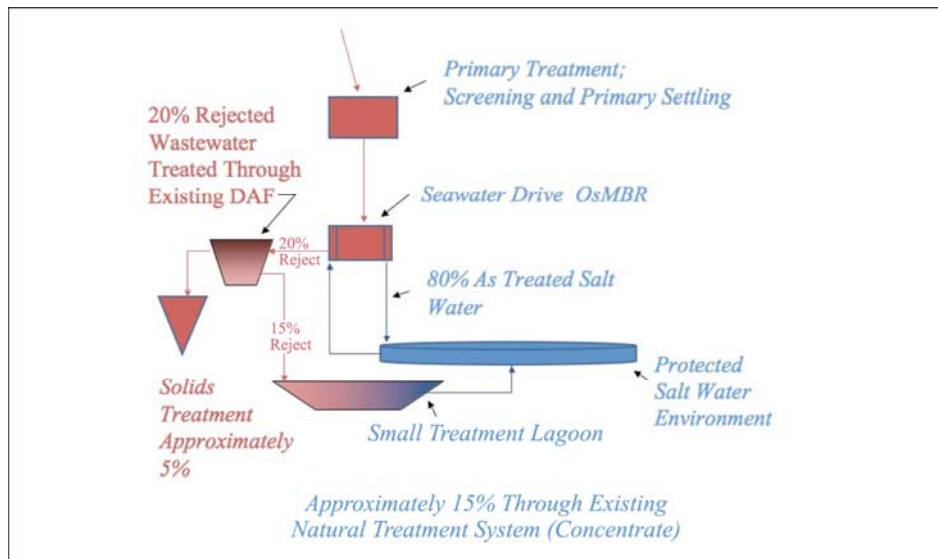 Primary Treatment;
Screening and Primary Settling
20% Rejected
Wastewater
Treated Through
Existing DAF
Seawater Drive OsMBR
20%
Reject
80% As Treated Salt
Water
15%
Reject
Solids
Treatment
Approximately
5%
Small Treatment Lagoon
Protected
Salt Water
Environment
Approximately 15% Through Existing
Natural Treatment System (Concentrate)